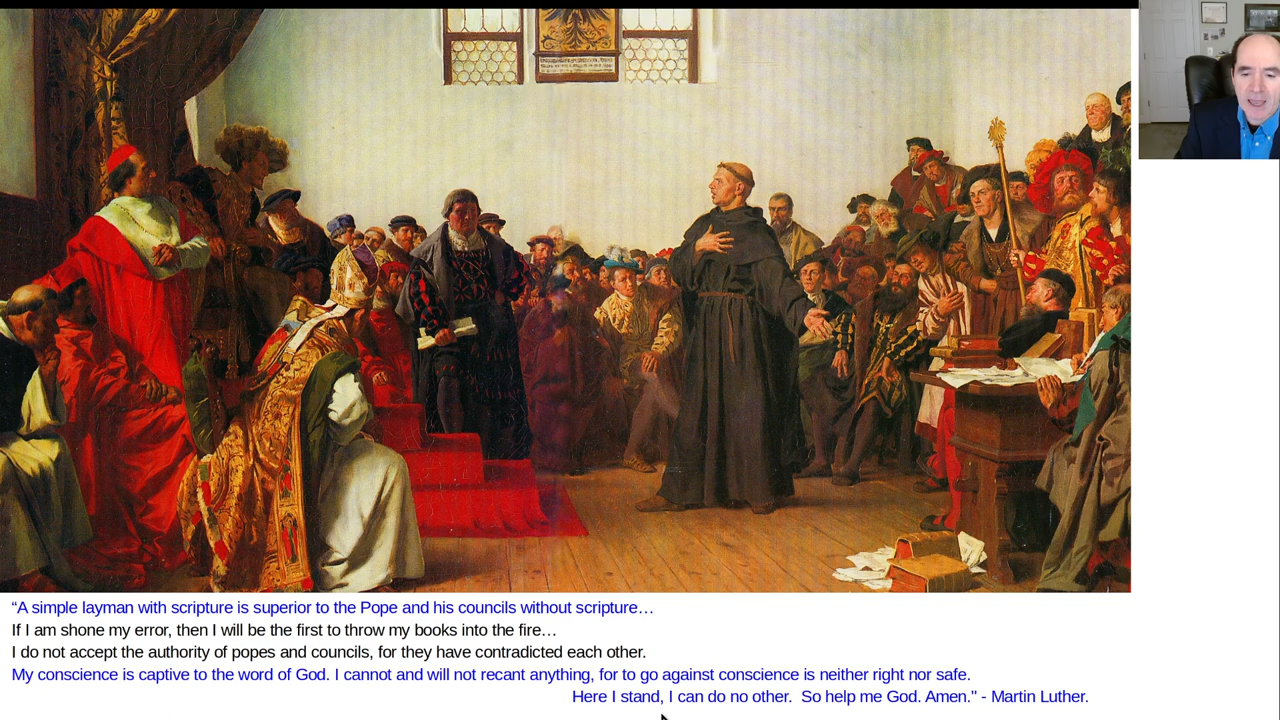 “A simple layman with scripture is superior to the Pope and his councils without scripture…
If I am shone my error, then I will be the first to throw my books into the fire…
I do not accept the authority of popes and councils, for they have contradicted each other.
My conscience is captive to the word of God. I cannot and will not recant anything, for to go against conscience is neither right nor safe.
Here I stand, I can do no other.  So help me God. Amen." - Martin Luther.